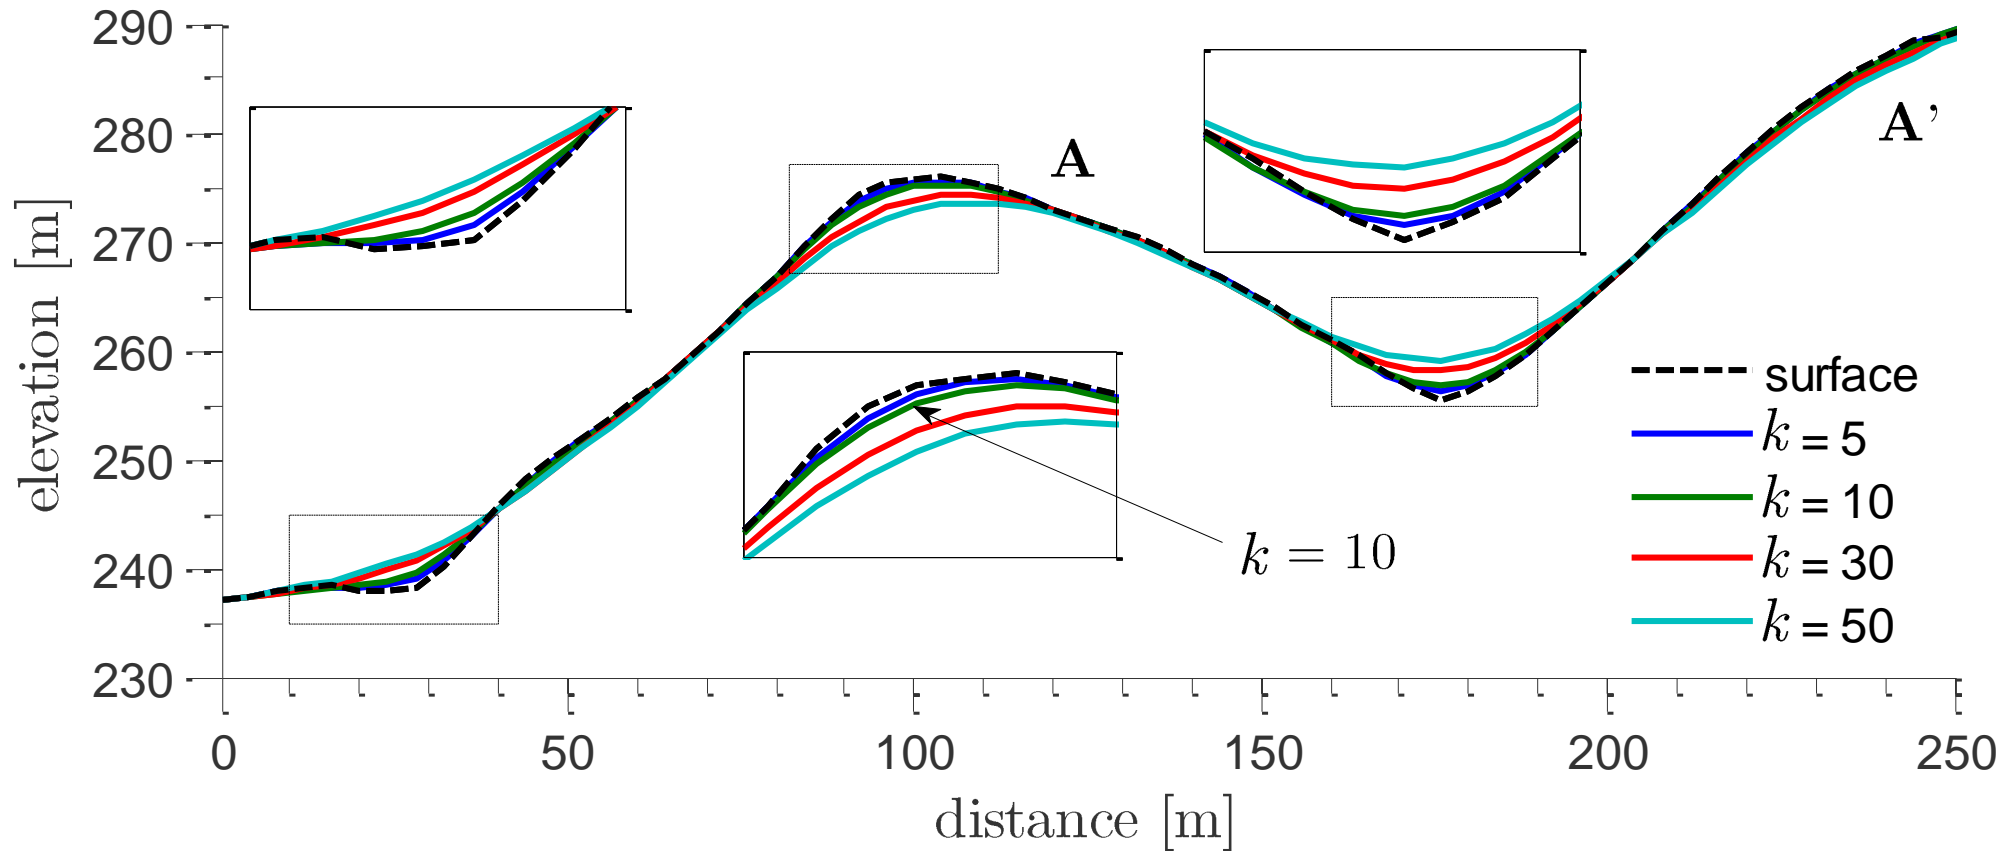 290
280
270
260
250
240
230
elevation [m]
A
A'
k = 10
surface
k = 5
k = 10
k = 30
k = 50
0 50 100 150 200 250
distance [m]